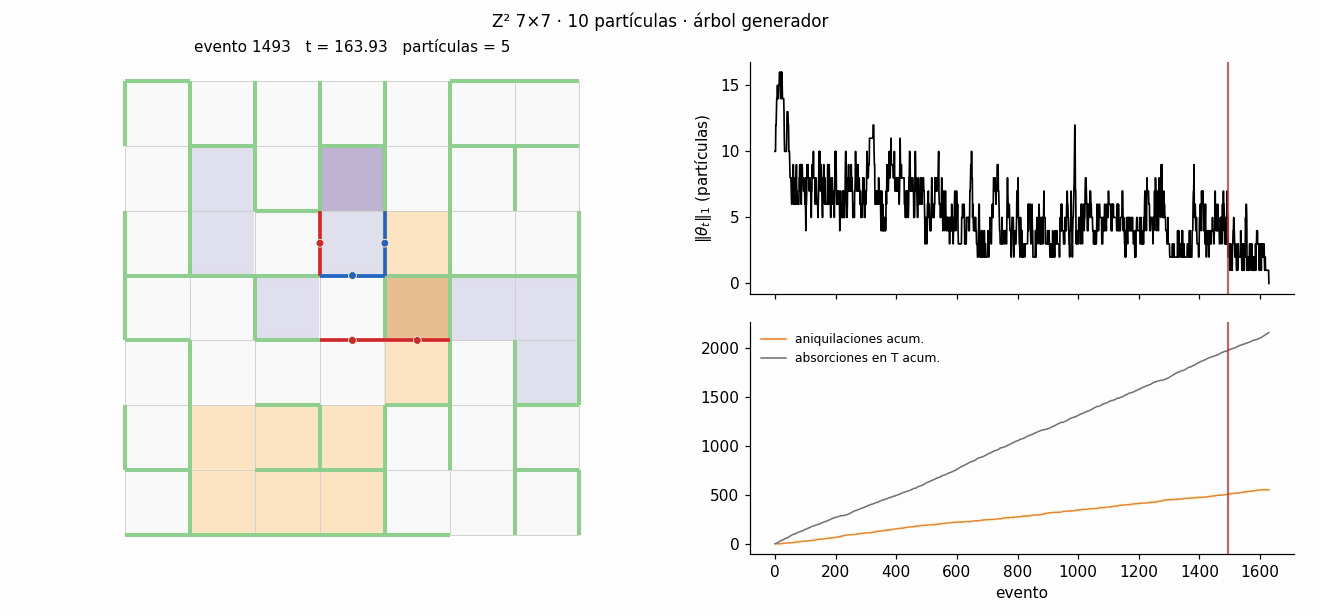 Z² 7×7 · 10 partículas · árbol generador
evento 1493   t = 163.93   partículas = 5
‖θₜ‖₁ (partículas)
15
10
5
0
aniquilaciones acum.
absorciones en T acum.
2000
1500
1000
500
0
0 200 400 600 800 1000 1200 1400 1600
evento